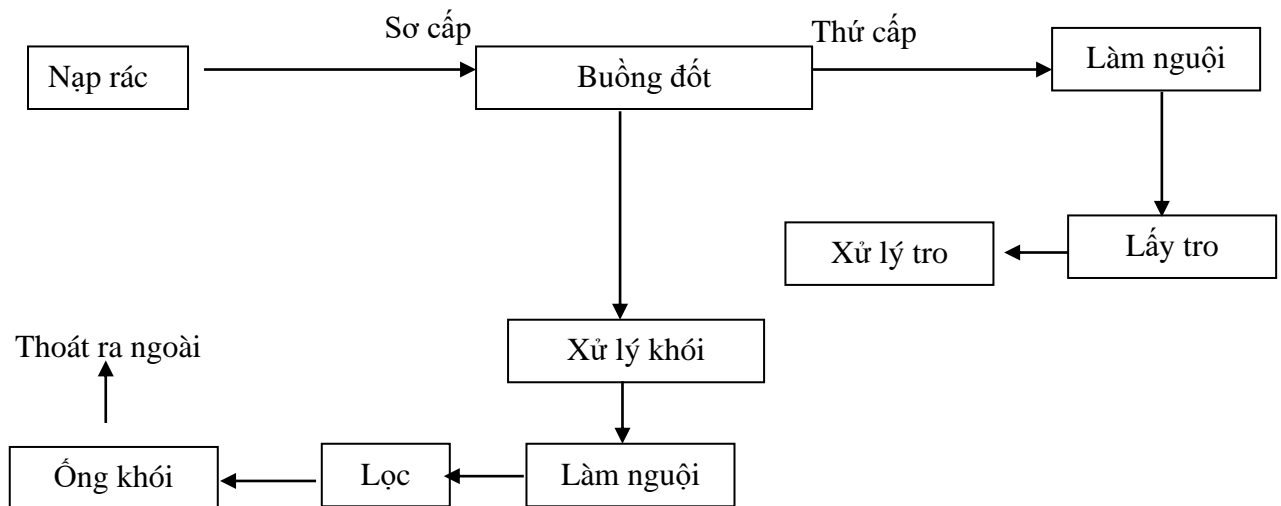 Sơ cấp
Thứ cấp
Nạp rác
Buồng đốt
Làm nguội
Xử lý tro
Lấy tro
Xử lý khói
Thoát ra ngoài
Ống khói
Lọc
Làm nguội